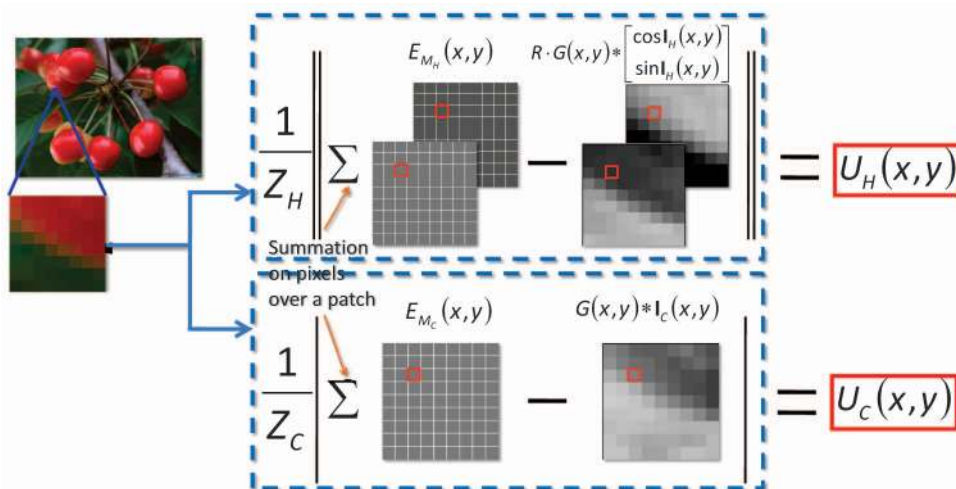 E_{M_H}(x,y)
R · G(x,y) * [cos I_H(x,y)
sin I_H(x,y)]
1
Z_H
∑
−
=
U_H(x,y)
Summation
on pixels
over a patch
E_{M_C}(x,y)
G(x,y) * I_C(x,y)
1
Z_C
∑
−
=
U_C(x,y)